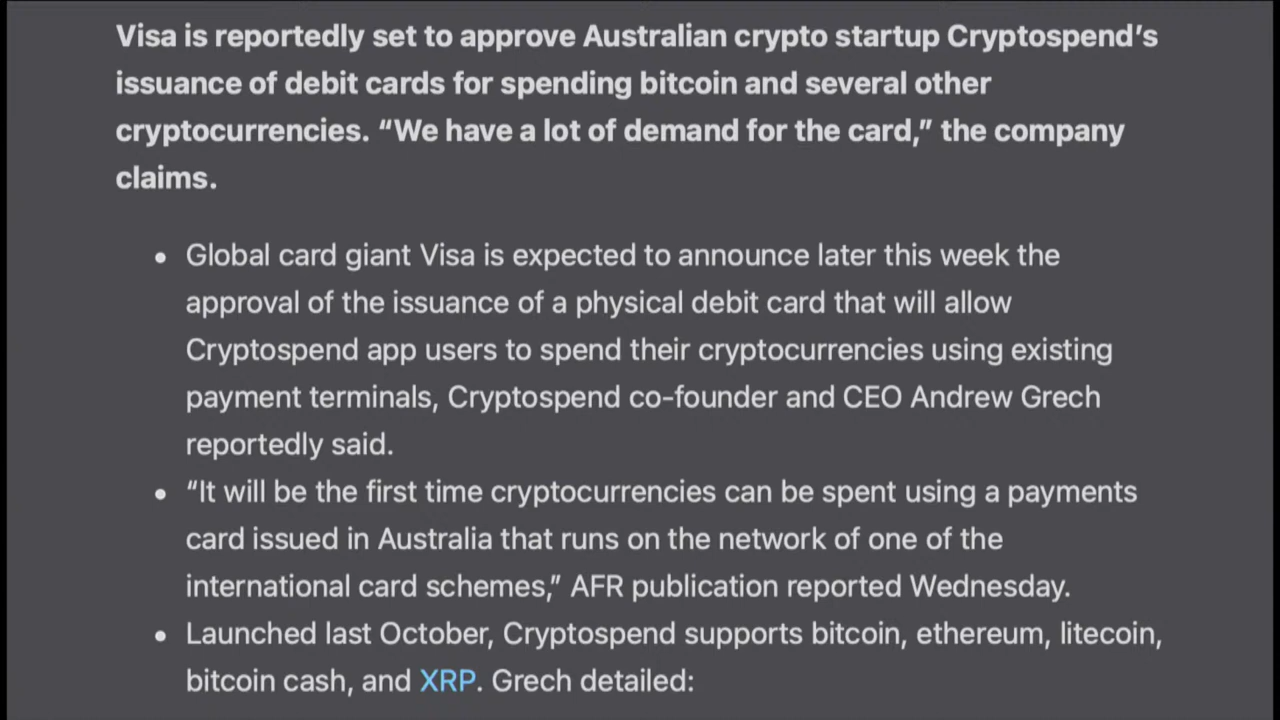 Visa is reportedly set to approve Australian crypto startup Cryptospend’s
issuance of debit cards for spending bitcoin and several other
cryptocurrencies. “We have a lot of demand for the card,” the company
claims.
• Global card giant Visa is expected to announce later this week the
approval of the issuance of a physical debit card that will allow
Cryptospend app users to spend their cryptocurrencies using existing
payment terminals, Cryptospend co-founder and CEO Andrew Grech
reportedly said.
• “It will be the first time cryptocurrencies can be spent using a payments
card issued in Australia that runs on the network of one of the
international card schemes,” AFR publication reported Wednesday.
• Launched last October, Cryptospend supports bitcoin, ethereum, litecoin,
bitcoin cash, and XRP. Grech detailed: